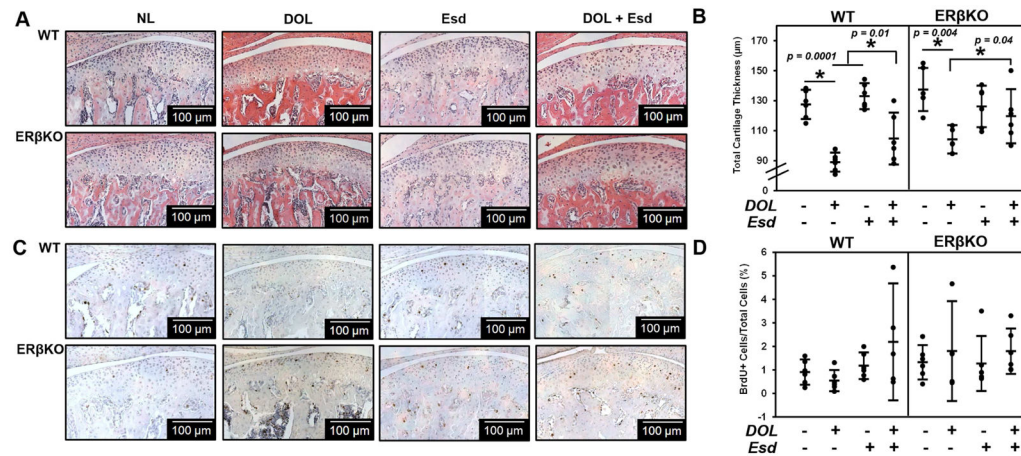 A
NL DOL Esd DOL + Esd
WT
100 µm 100 µm 100 µm 100 µm
ERβKO
100 µm 100 µm 100 µm 100 µm
B
WT ERβKO
Total Cartilage Thickness (µm)
170
150
130
110
90
0
p = 0.0001
p = 0.01
p = 0.004
p = 0.04
* * * *
DOL - + - + - + - +
Esd - - + + - - + +
C
WT
100 µm 100 µm 100 µm 100 µm
ERβKO
100 µm 100 µm 100 µm 100 µm
D
WT ERβKO
BrdU+ Cells/Total Cells (%)
6
5
4
3
2
1
0
-1
DOL - + - + - + - +
Esd - - + + - - + +